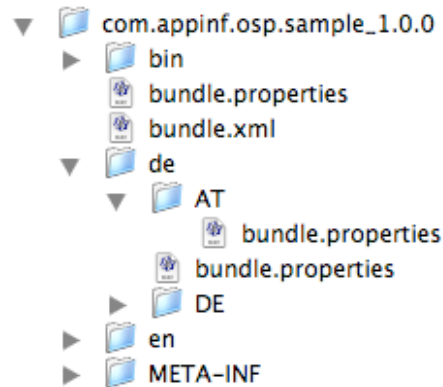 com.appinf.osp.sample_1.0.0
bin
bundle.properties
bundle.xml
de
AT
bundle.properties
bundle.properties
DE
en
META-INF